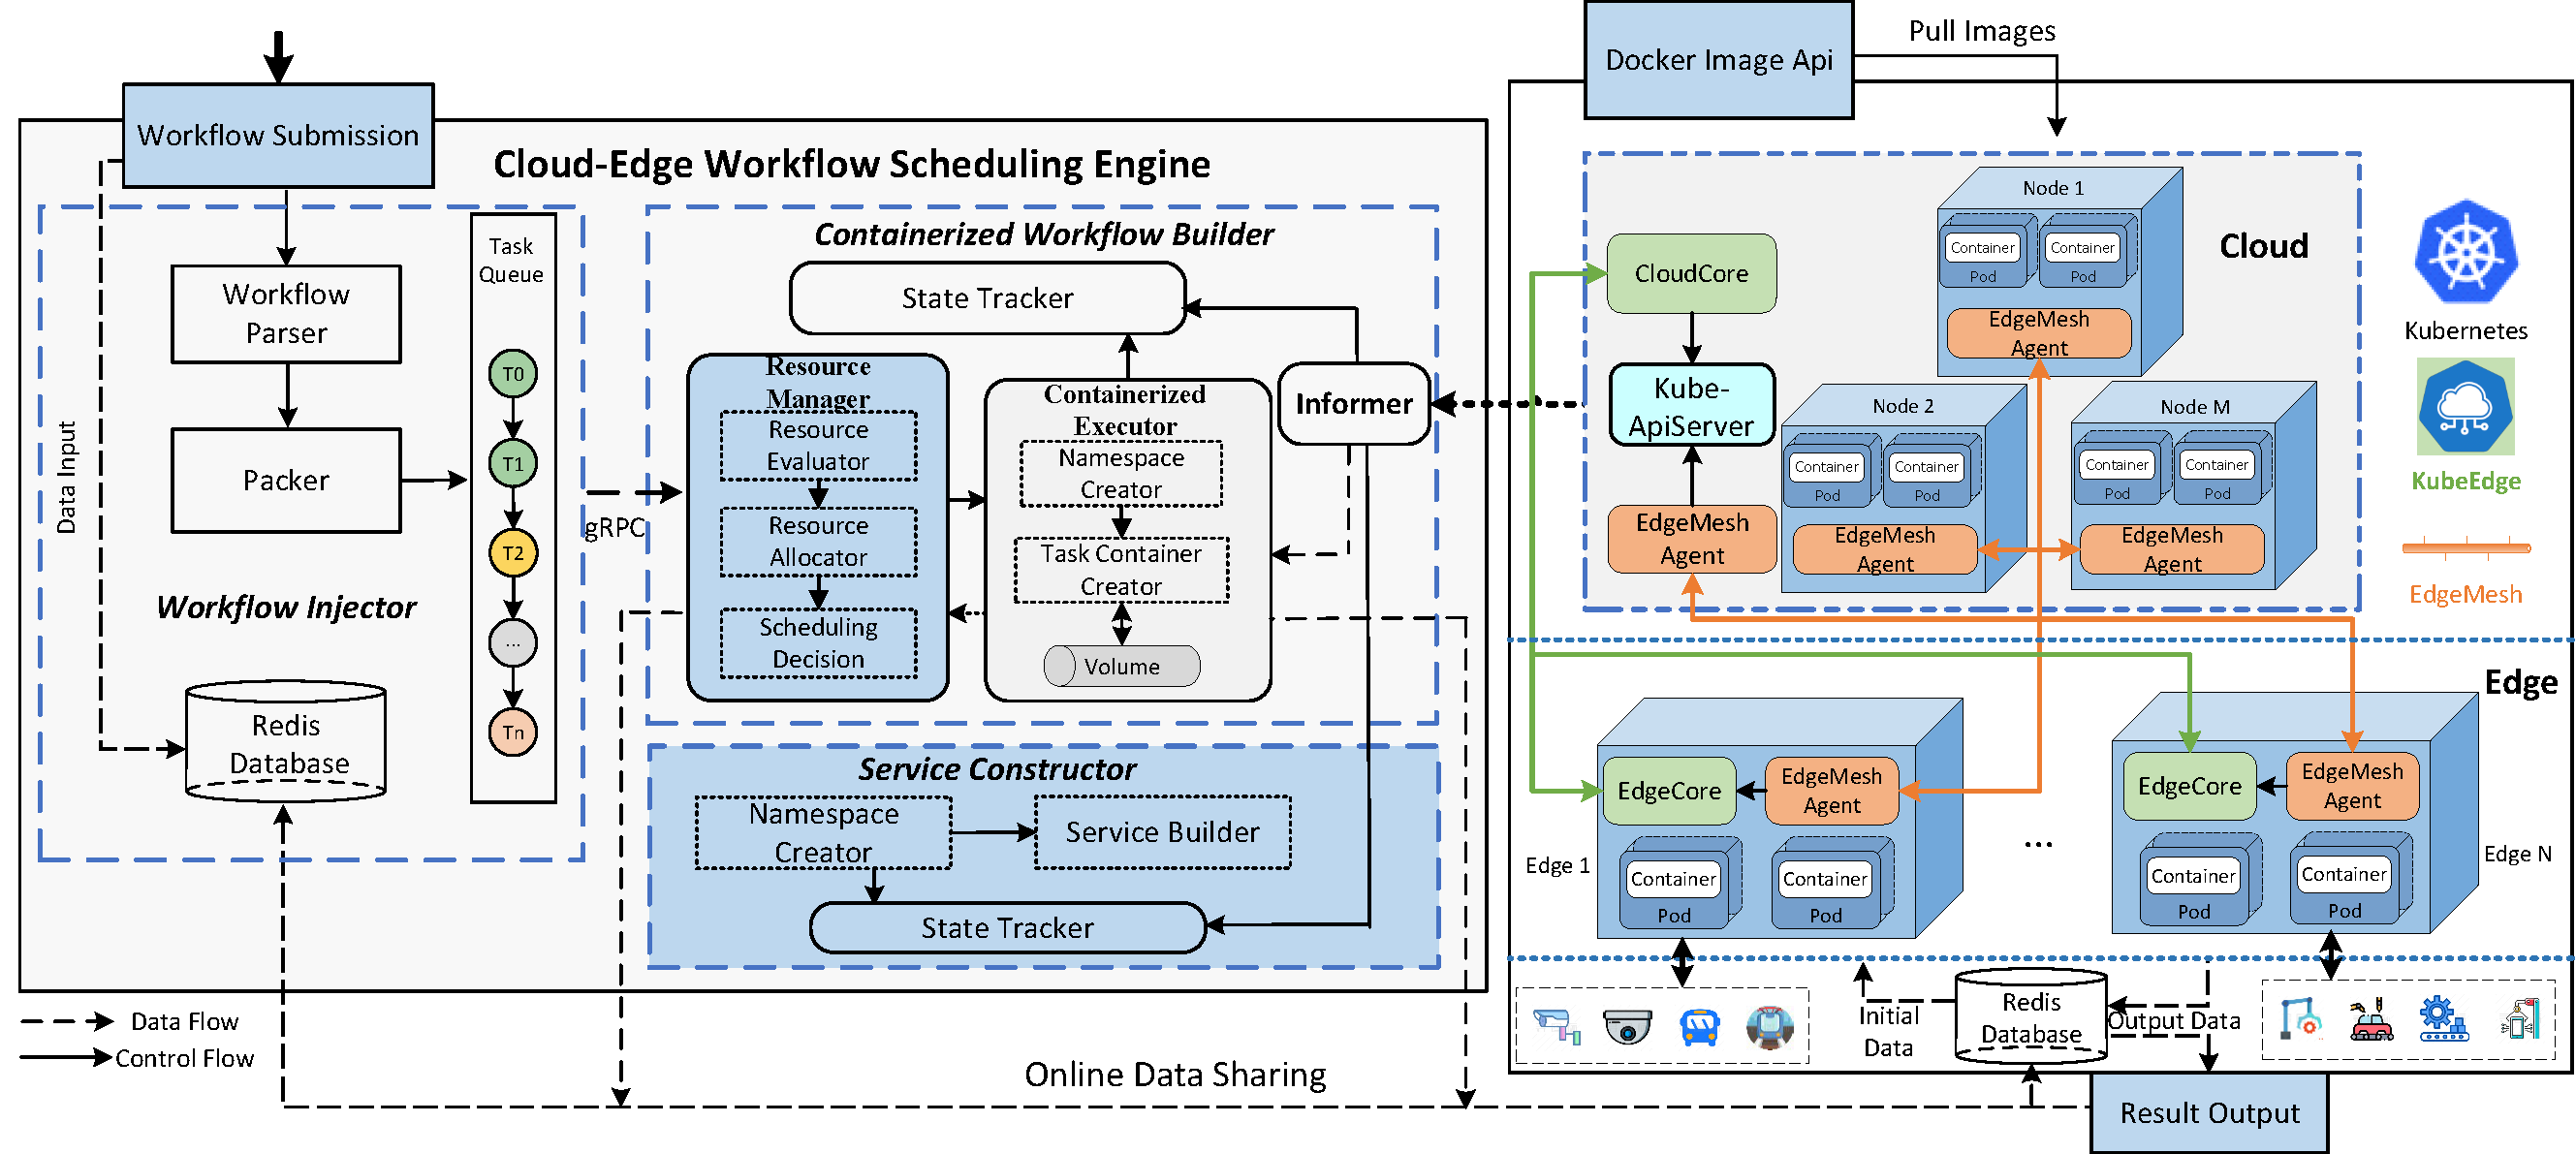 Workflow Submission
Cloud-Edge Workflow Scheduling Engine
Data Input
Workflow
Parser
Packer
Workflow Injector
Redis
Database
Task
Queue
T0
T1
T2
...
Tn
gRPC
Containerized Workflow Builder
State Tracker
Resource
Manager
Resource
Evaluator
Resource
Allocator
Scheduling
Decision
Containerized
Executor
Namespace
Creator
Task Container
Creator
Volume
Informer
Service Constructor
Namespace
Creator
Service Builder
State Tracker
Data Flow
Control Flow
Online Data Sharing
Docker Image Api
Pull Images
Cloud
CloudCore
Kube-
ApiServer
EdgeMesh
Agent
Node 1
Container
Pod
Container
Pod
EdgeMesh
Agent
Node 2
Container
Pod
Container
Pod
EdgeMesh
Agent
Node M
Container
Pod
Container
Pod
EdgeMesh
Agent
Kubernetes
KubeEdge
EdgeMesh
Edge
Edge 1
EdgeCore
EdgeMesh
Agent
Container
Pod
Container
Pod
...
EdgeCore
EdgeMesh
Agent
Container
Pod
Container
Pod
Edge N
Initial
Data
Redis
Database
Output Data
Result Output